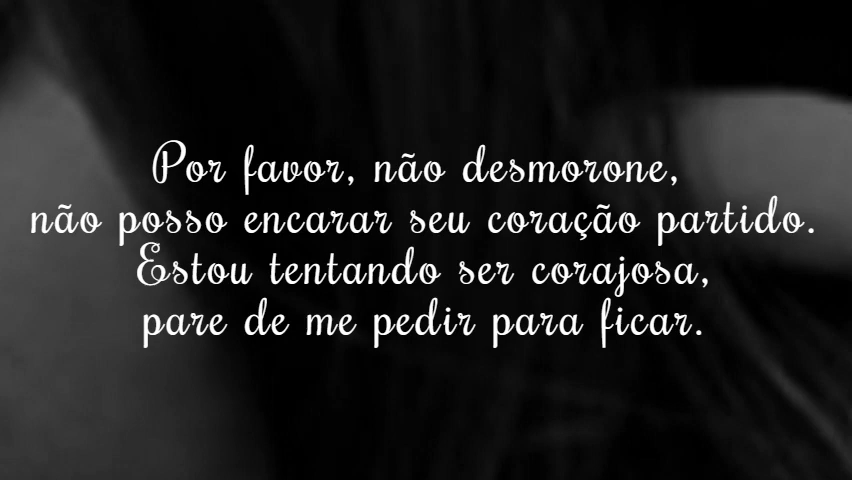 Por favor, não desmorone,
não posso encarar seu coração partido.
Estou tentando ser corajosa,
pare de me pedir para ficar.